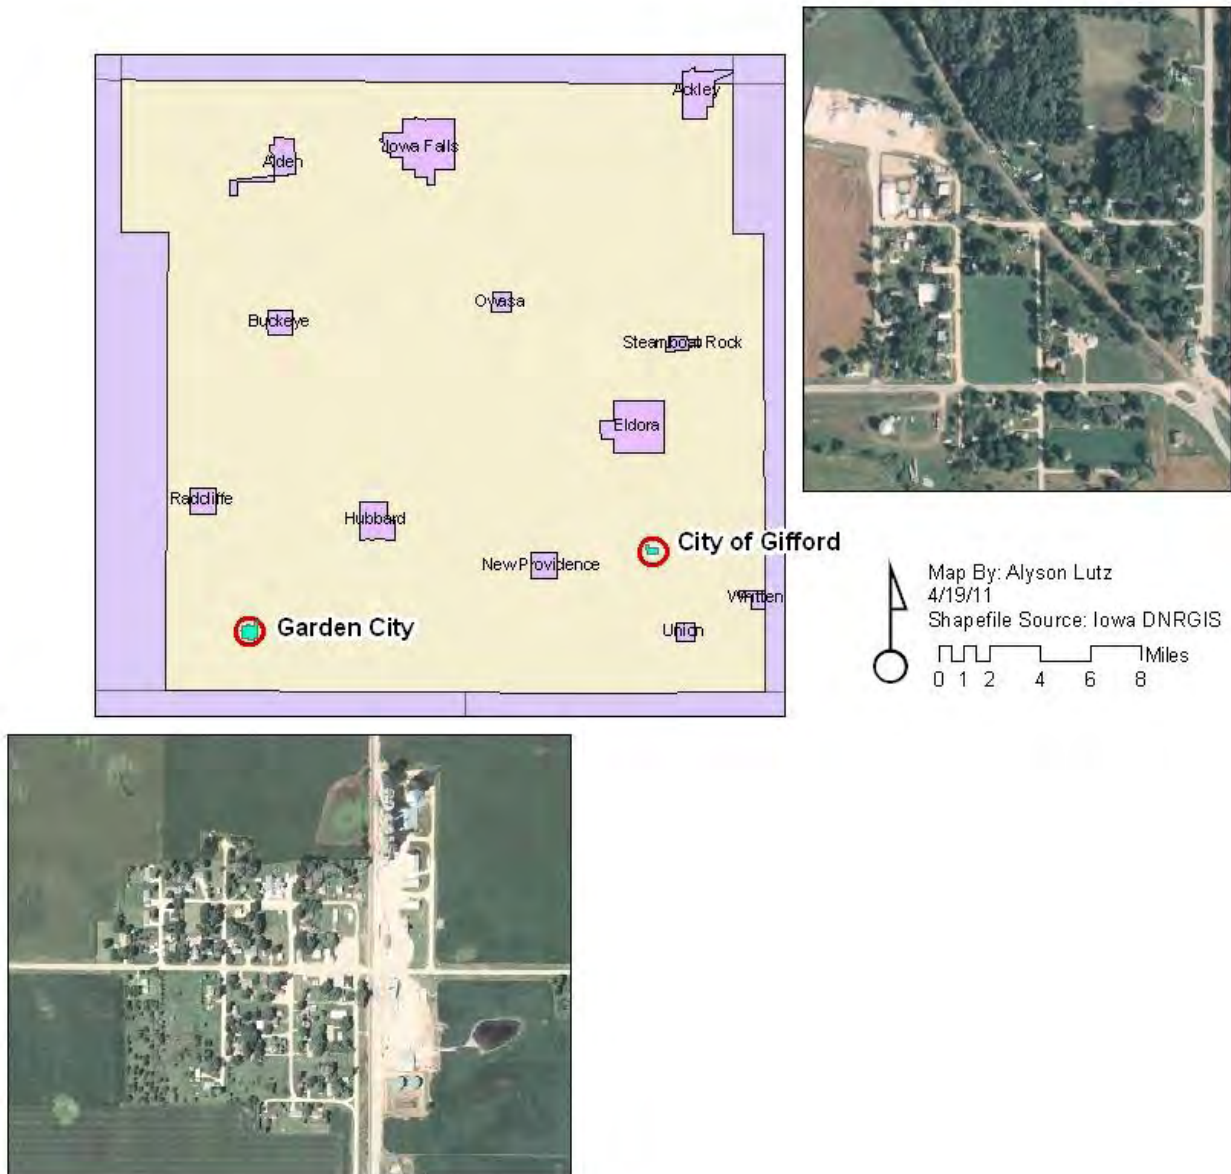 Ackley
Iowa Falls
Alden
Owasa
Buckeye
Steamboat Rock
Eldora
Radcliffe
Hubbard
City of Gifford
New Providence
Whitten
Garden City
Union
Map By: Alyson Lutz
4/19/11
Shapefile Source: Iowa DNRGIS
Miles
0 1 2 4 6 8